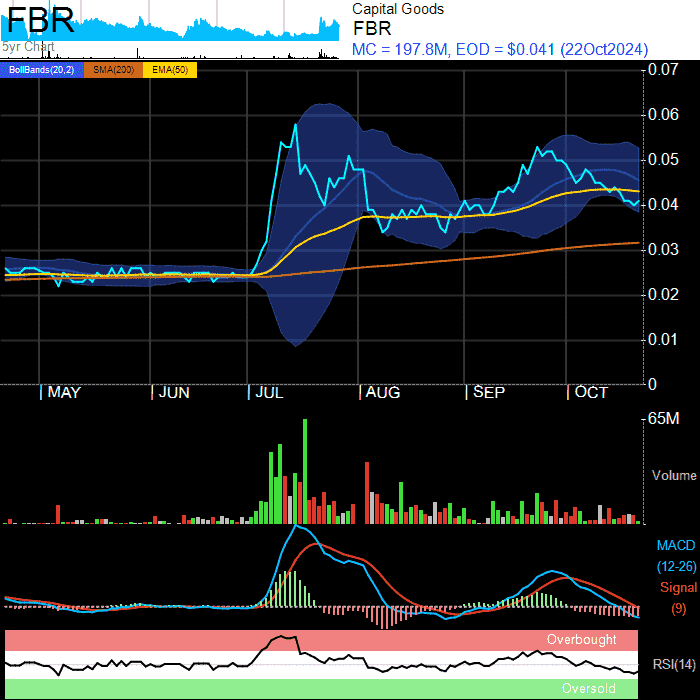 FBR
5yr Chart
Capital Goods
FBR
MC = 197.8M, EOD = $0.041 (22Oct2024)
BollBands(20,2) SMA(200) EMA(50)
0.07
0.06
0.05
0.04
0.03
0.02
0.01
0
MAY JUN JUL AUG SEP OCT
65M
Volume
MACD
(12-26)
Signal
(9)
Overbought
RSI(14)
Oversold